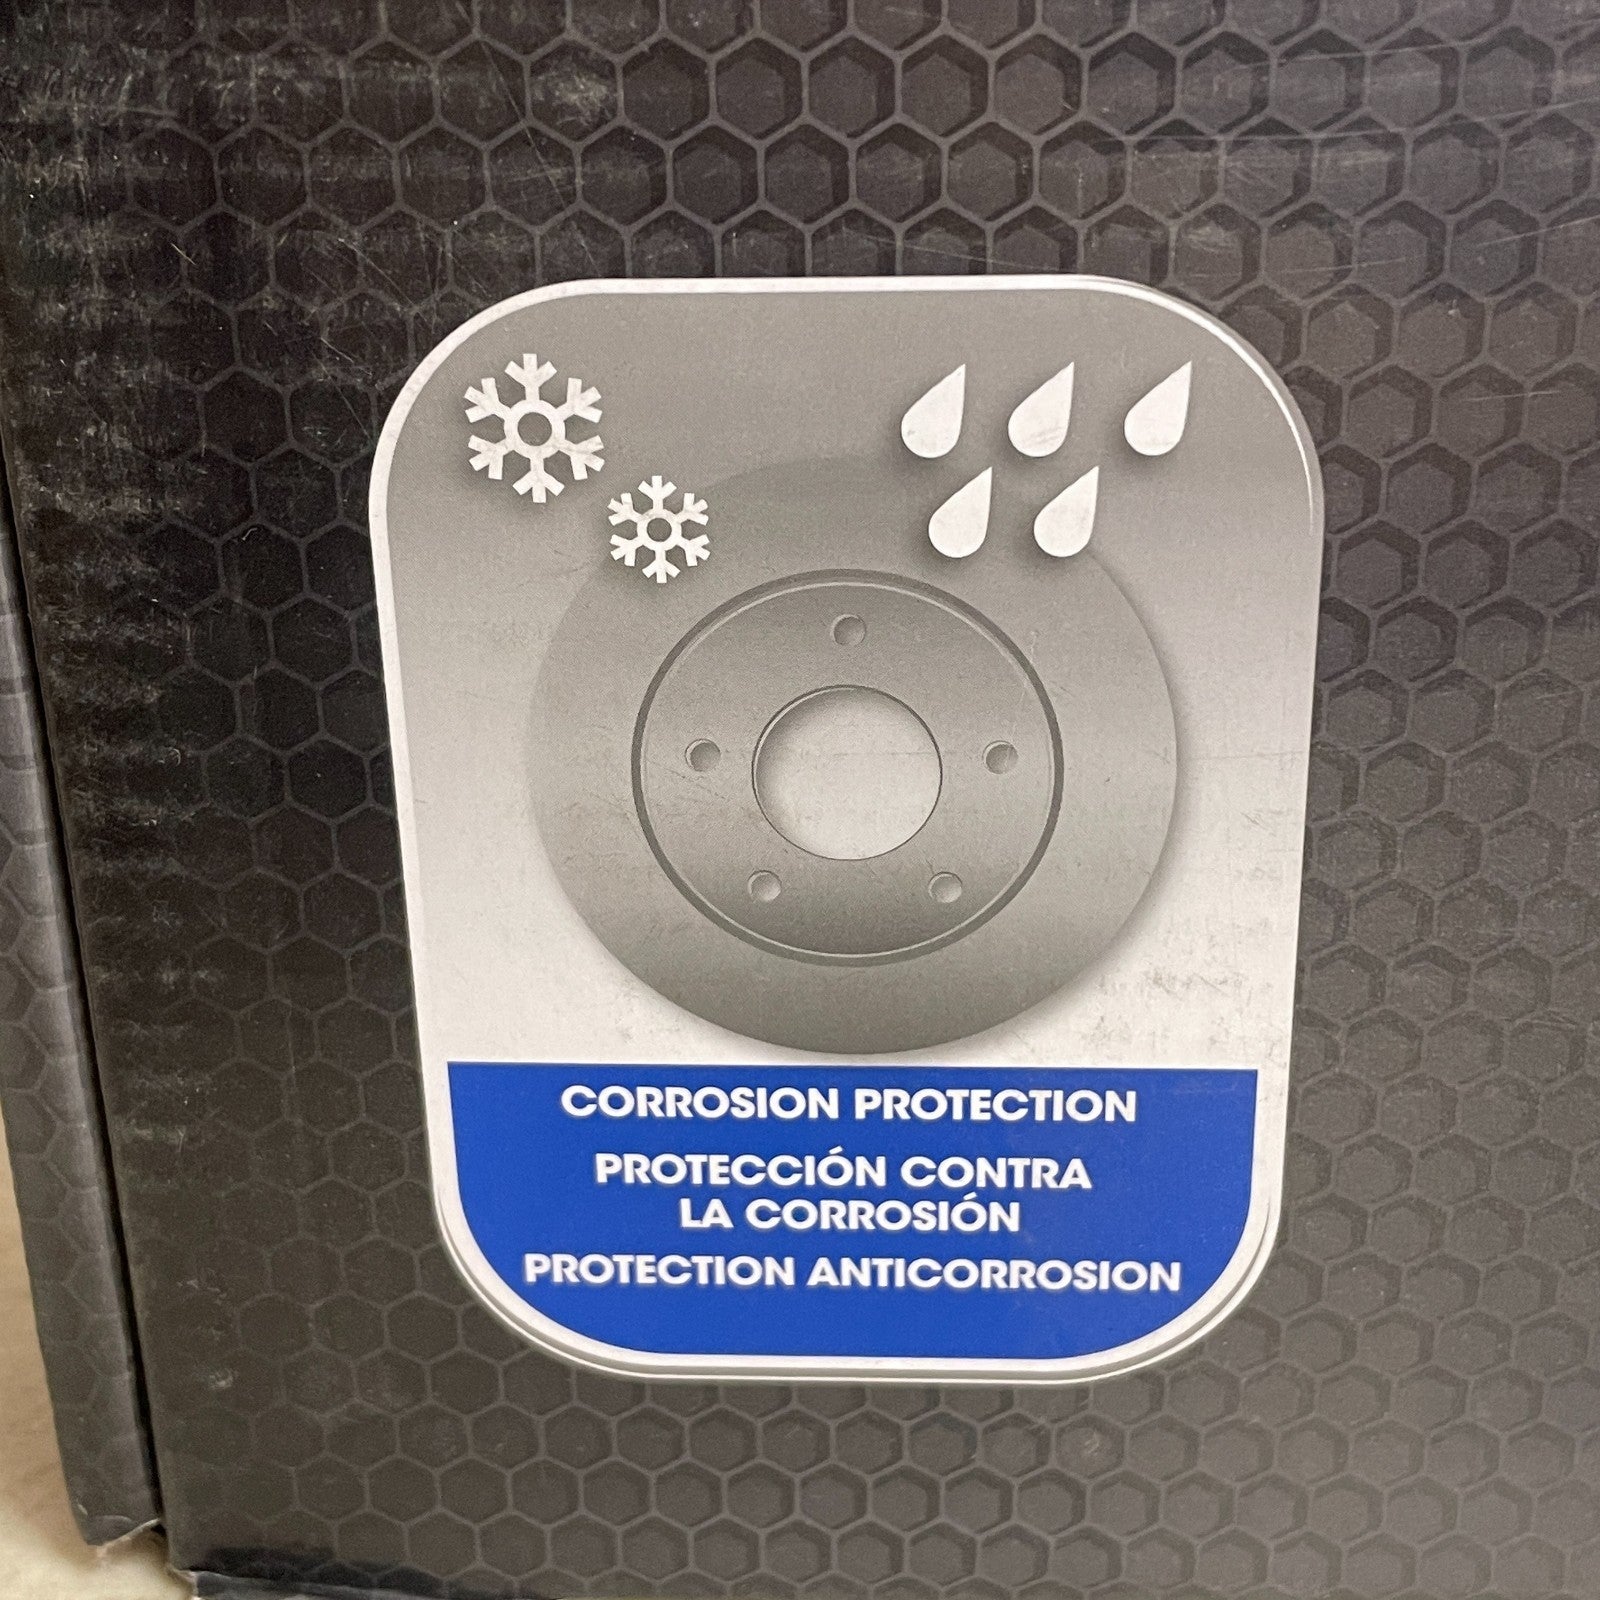 CORROSION PROTECTION
PROTECCIÓN CONTRA
LA CORROSIÓN
PROTECTION ANTICORROSION